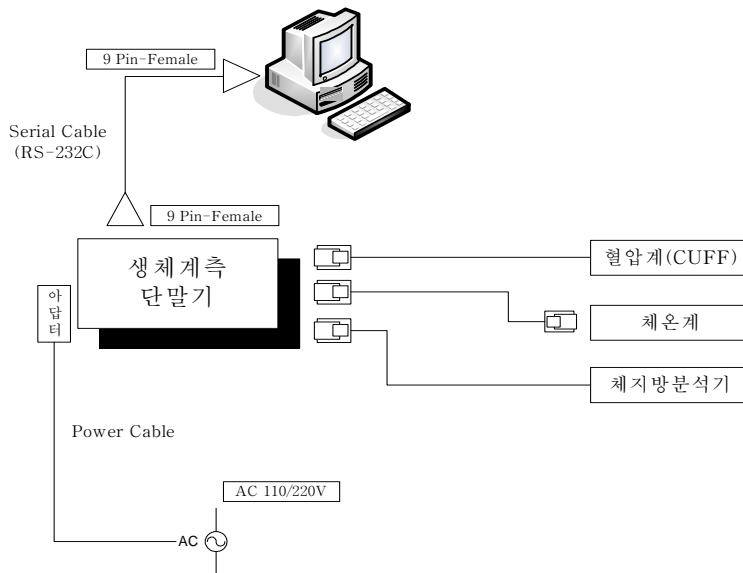 9 Pin-Female
Serial Cable
(RS-232C)
9 Pin-Female
생체계측
단말기
아답터
혈압계(CUFF)
체온계
체지방분석기
Power Cable
AC 110/220V
AC